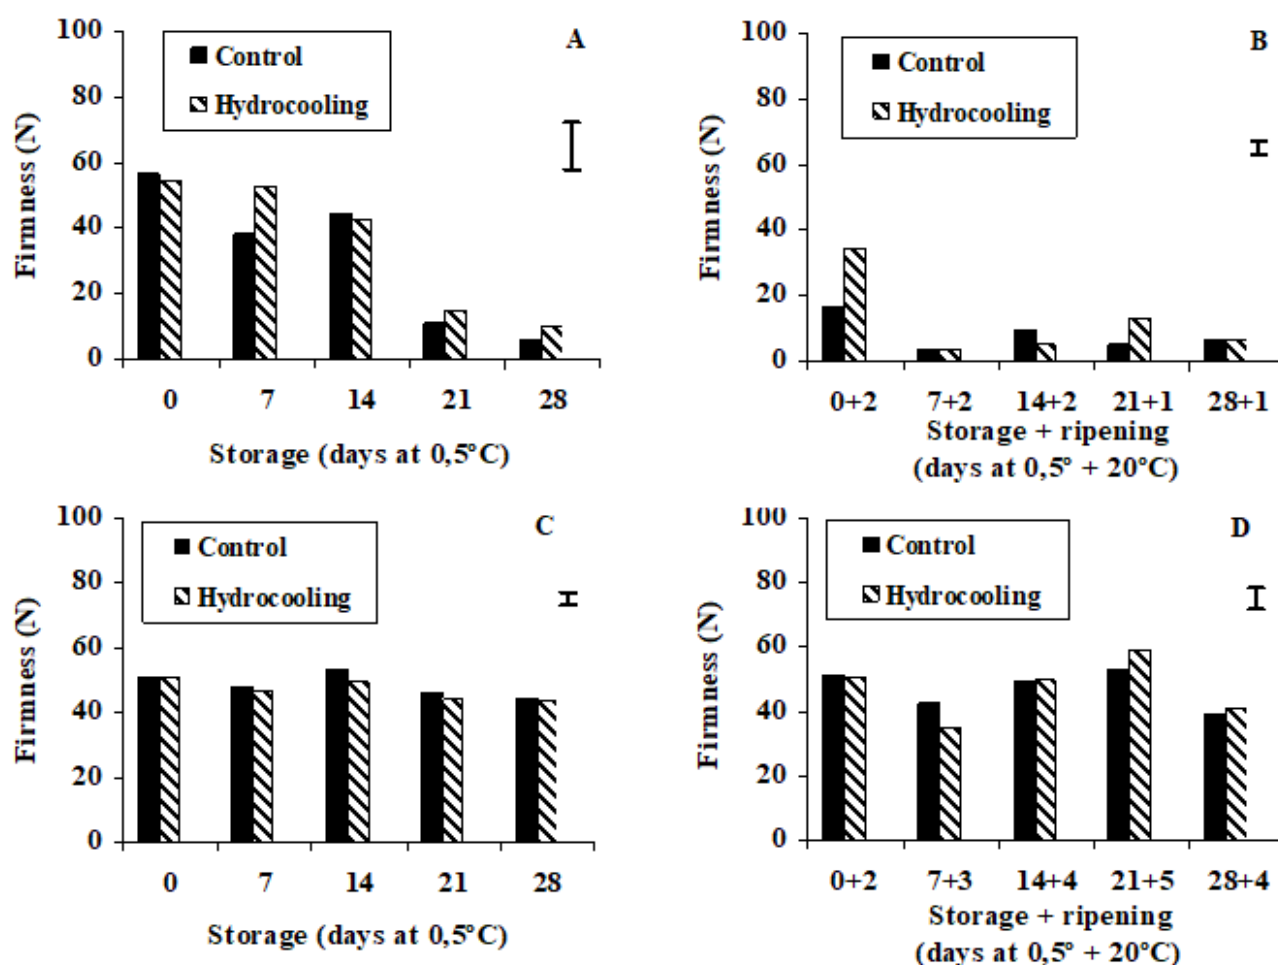 100
80
60
40
20
0
Firmness (N)
Control
Hydrocooling
A
0 7 14 21 28
Storage (days at 0,5°C)
100
80
60
40
20
0
Firmness (N)
Control
Hydrocooling
B
0+2 7+2 14+2 21+1 28+1
Storage + ripening
(days at 0,5° + 20°C)
100
80
60
40
20
0
Firmness (N)
Control
Hydrocooling
C
0 7 14 21 28
Storage (days at 0,5°C)
100
80
60
40
20
0
Firmness (N)
Control
Hydrocooling
D
0+2 7+3 14+4 21+5 28+4
Storage + ripening
(days at 0,5° + 20°C)